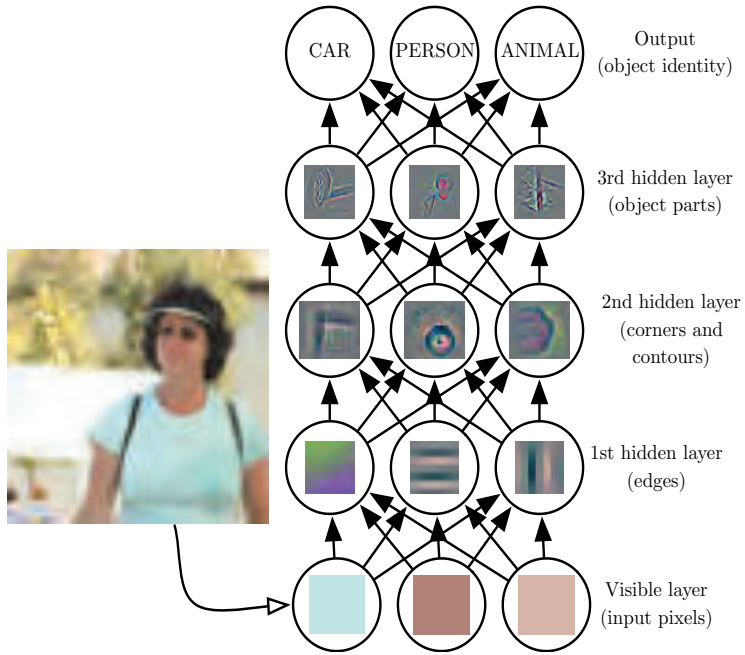 CAR PERSON ANIMAL
Output
(object identity)
3rd hidden layer
(object parts)
2nd hidden layer
(corners and
contours)
1st hidden layer
(edges)
Visible layer
(input pixels)